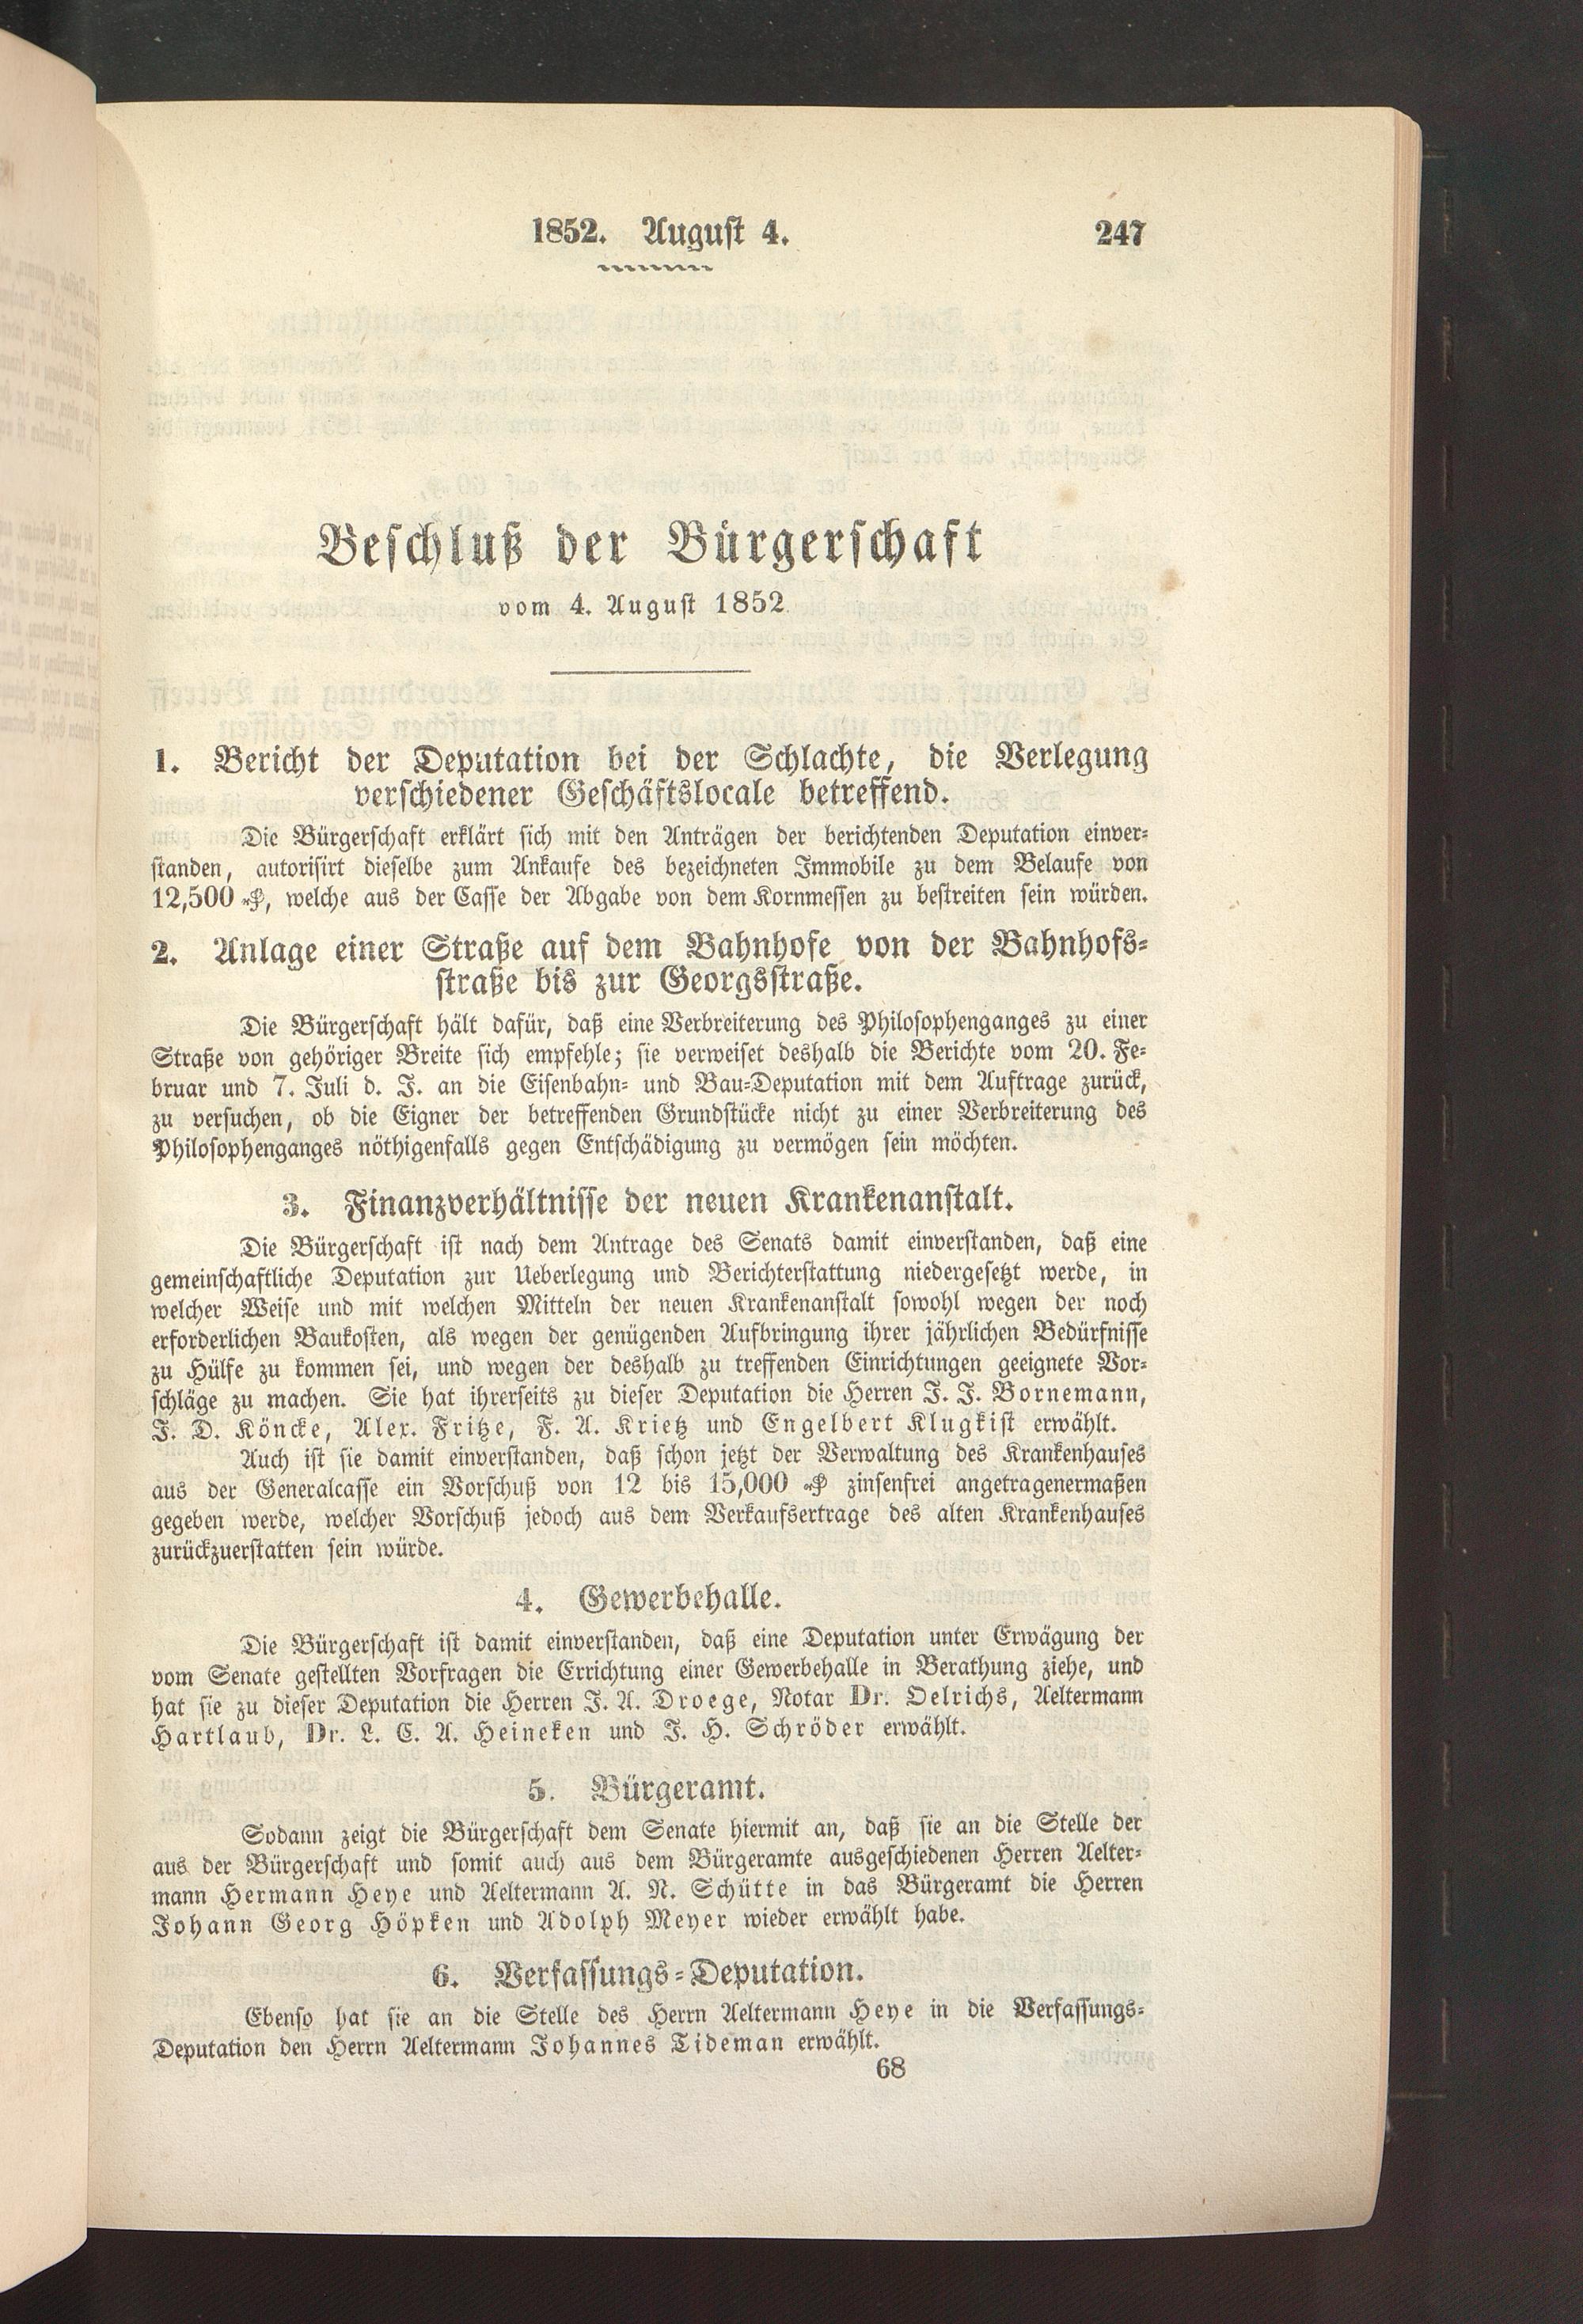 1852. August 4.
247
Beschluß der Bürgerschaft
vom 4. August 1852.
1. Bericht der Deputation bei der Schlachte, die Verlegung
verschiedener Geschäftslocale betreffend.
Die Bürgerschaft erklärt sich mit den Anträgen der berichtenden Deputation einver-
standen, autorisirt dieselbe zum Ankaufe des bezeichneten Immobile zu dem Belaufe von
12,500 ₰, welche aus der Casse der Abgabe von dem Kornmessen zu bestreiten sein würden.
2. Anlage einer Straße auf dem Bahnhofe von der Bahnhofs-
straße bis zur Georgsstraße.
Die Bürgerschaft hält dafür, daß eine Verbreiterung des Philosophenganges zu einer
Straße von gehöriger Breite sich empfehle; sie verweiset deshalb die Berichte vom 20. Fe-
bruar und 7. Juli d. J. an die Eisenbahn- und Bau-Deputation mit dem Auftrage zurück,
zu versuchen, ob die Eigner der betreffenden Grundstücke nicht zu einer Verbreiterung des
Philosophenganges nöthigenfalls gegen Entschädigung zu vermögen sein möchten.
3. Finanzverhältnisse der neuen Krankenanstalt.
Die Bürgerschaft ist nach dem Antrage des Senats damit einverstanden, daß eine
gemeinschaftliche Deputation zur Ueberlegung und Berichterstattung niedergesetzt werde, in
welcher Weise und mit welchen Mitteln der neuen Krankenanstalt sowohl wegen der noch
erforderlichen Baukosten, als wegen der genügenden Aufbringung ihrer jährlichen Bedürfnisse
zu Hülfe zu kommen sei, und wegen der deshalb zu treffenden Einrichtungen geeignete Vor-
schläge zu machen. Sie hat ihrerseits zu dieser Deputation die Herren J. J. Bornemann,
J. D. Köncke, Alex. Fritze, F. A. Krietz und Engelbert Klugkist erwählt.
Auch ist sie damit einverstanden, daß schon jetzt der Verwaltung des Krankenhauses
aus der Generalcasse ein Vorschuß von 12 bis 15,000 ₰ zinsenfrei angetragenermaßen
gegeben werde, welcher Vorschuß jedoch aus dem Verkaufsertrage des alten Krankenhauses
zurückzuerstatten sein würde.
4. Gewerbehalle.
Die Bürgerschaft ist damit einverstanden, daß eine Deputation unter Erwägung der
vom Senate gestellten Vorfragen die Errichtung einer Gewerbehalle in Berathung ziehe, und
hat sie zu dieser Deputation die Herren J. A. Droege, Notar Dr. Oelrichs, Aeltermann
Hartlaub, Dr. L. C. A. Heineken und J. H. Schröder erwählt.
5. Bürgeramt.
Sodann zeigt die Bürgerschaft dem Senate hiermit an, daß sie an die Stelle der
aus der Bürgerschaft und somit auch aus dem Bürgeramte ausgeschiedenen Herren Aelter-
mann Hermann Heye und Aeltermann A. N. Schütte in das Bürgeramt die Herren
Johann Georg Höpken und Adolph Meyer wieder erwählt habe.
6. Verfassungs-Deputation.
Ebenso hat sie an die Stelle des Herrn Aeltermann Heye in die Verfassungs-
Deputation den Herrn Aeltermann Johannes Tideman erwählt.
68